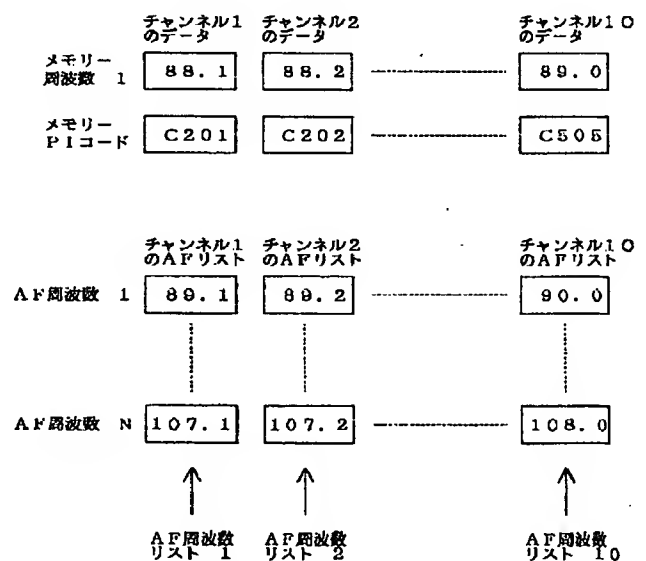 チャンネル1 チャンネル2 チャンネル10
のデータ のデータ のデータ
メモリー
周波数 1 88.1 88.2 89.0
メモリー
PIコード C201 C202 C505
チャンネル1 チャンネル2 チャンネル10
のAFリスト のAFリスト のAFリスト
AF周波数 1 89.1 89.2 90.0
AF周波数 N 107.1 107.2 108.0
AF周波数 AF周波数 AF周波数
リスト 1 リスト 2 リスト 10